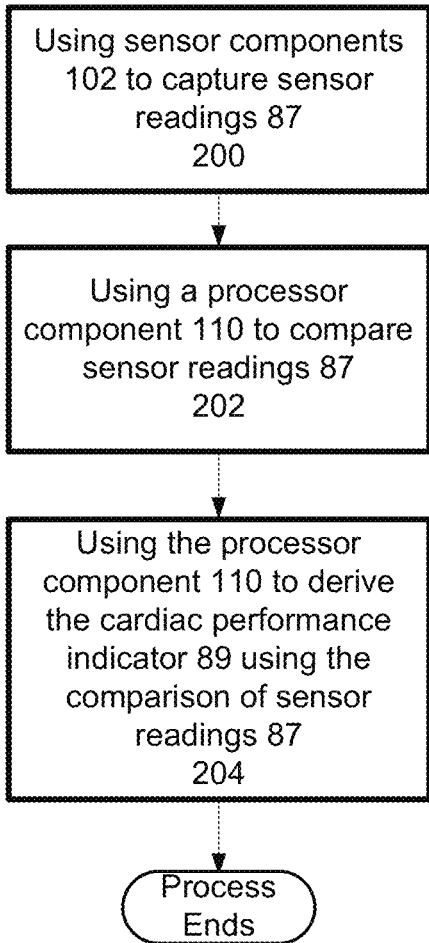 Using sensor components
102 to capture sensor
readings 87
200
Using a processor
component 110 to compare
sensor readings 87
202
Using the processor
component 110 to derive
the cardiac performance
indicator 89 using the
comparison of sensor
readings 87
204
Process
Ends